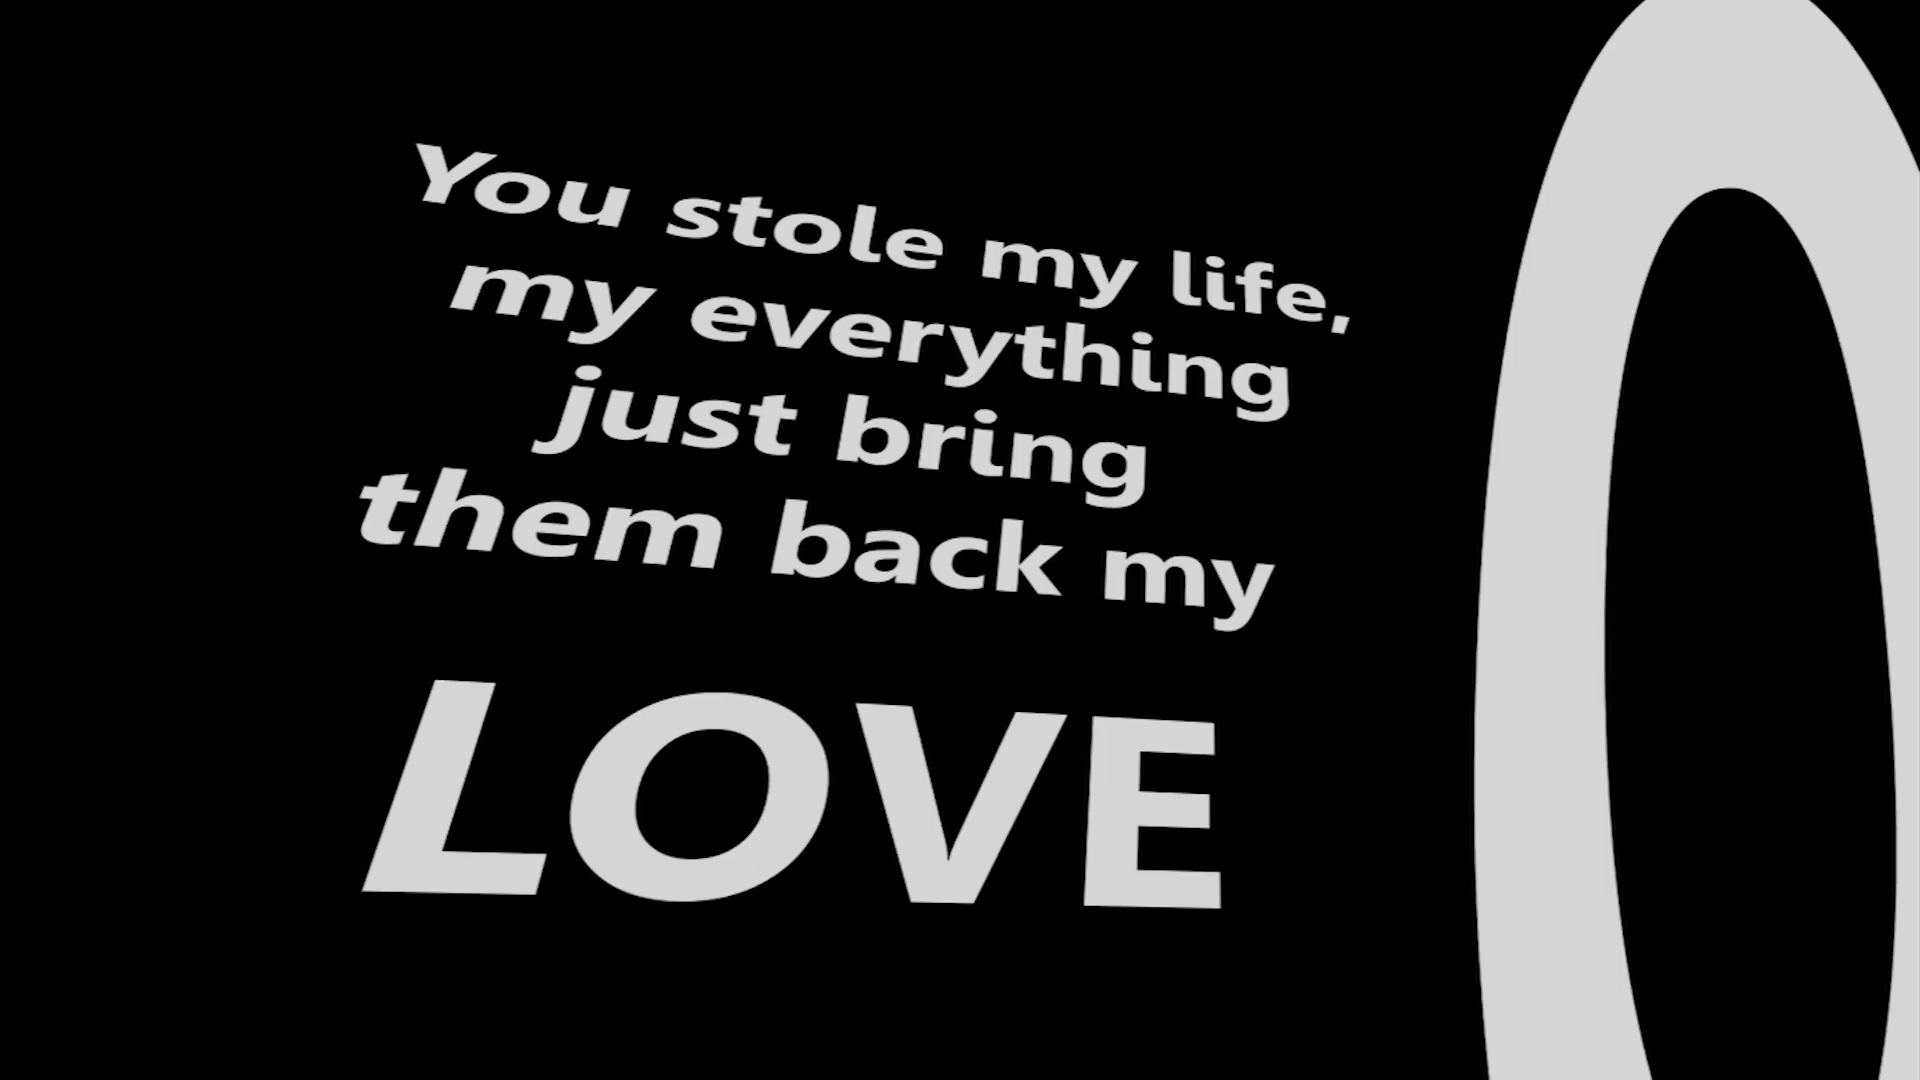 You stole my life,
my everything
just bring
them back my
LOVE